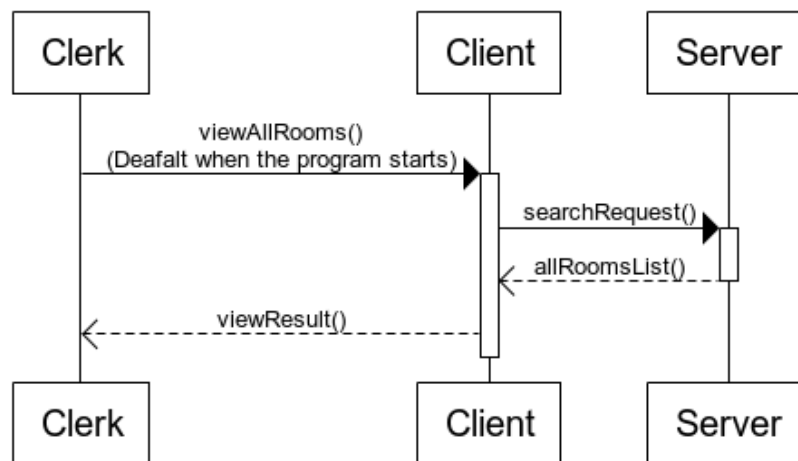 Clerk
Client
Server
viewAllRooms()
(Deafalt when the program starts)
searchRequest()
allRoomsList()
viewResult()
Clerk
Client
Server